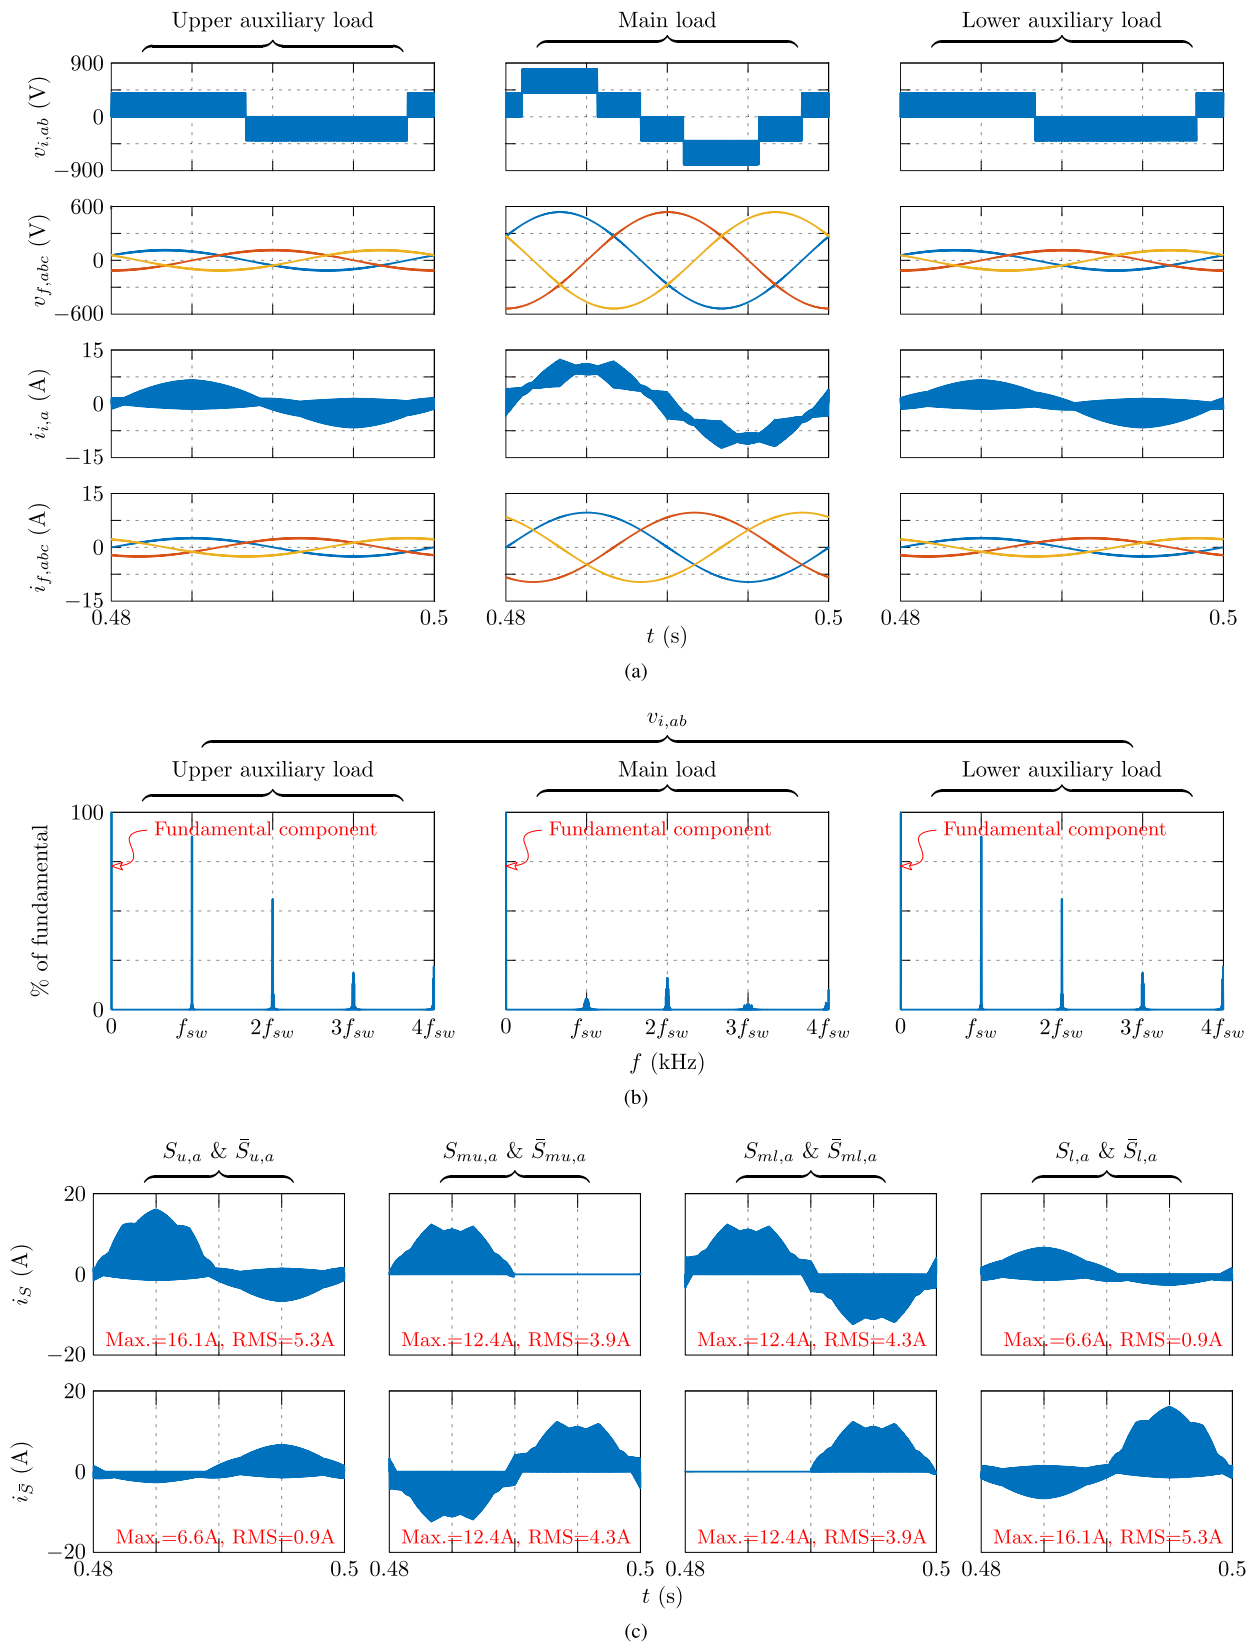 Upper auxiliary load Main load Lower auxiliary load
900
0
−900
v_{i,ab} (V)
600
0
−600
v_{f,abc} (V)
15
0
−15
i_{i,a} (A)
15
0
−15
i_{f,abc} (A)
0.48 0.5 0.48 0.5 0.48 0.5
t (s)
(a)
v_{i,ab}
Upper auxiliary load Main load Lower auxiliary load
100
Fundamental component Fundamental component Fundamental component
50
% of fundamental
0
0 f_{sw} 2f_{sw} 3f_{sw} 4f_{sw} 0 f_{sw} 2f_{sw} 3f_{sw} 4f_{sw} 0 f_{sw} 2f_{sw} 3f_{sw} 4f_{sw}
f (kHz)
(b)
S_{u,a} & S̄_{u,a} S_{mu,a} & S̄_{mu,a} S_{ml,a} & S̄_{ml,a} S_{l,a} & S̄_{l,a}
20
0
−20
i_S (A)
Max.=16.1A, RMS=5.3A Max.=12.4A, RMS=3.9A Max.=12.4A, RMS=4.3A Max.=6.6A, RMS=0.9A
20
0
−20
i_{S̄} (A)
Max.=6.6A, RMS=0.9A Max.=12.4A, RMS=4.3A Max.=12.4A, RMS=3.9A Max.=16.1A, RMS=5.3A
0.48 0.5 0.48 0.5 0.48 0.5 0.48 0.5
t (s)
(c)